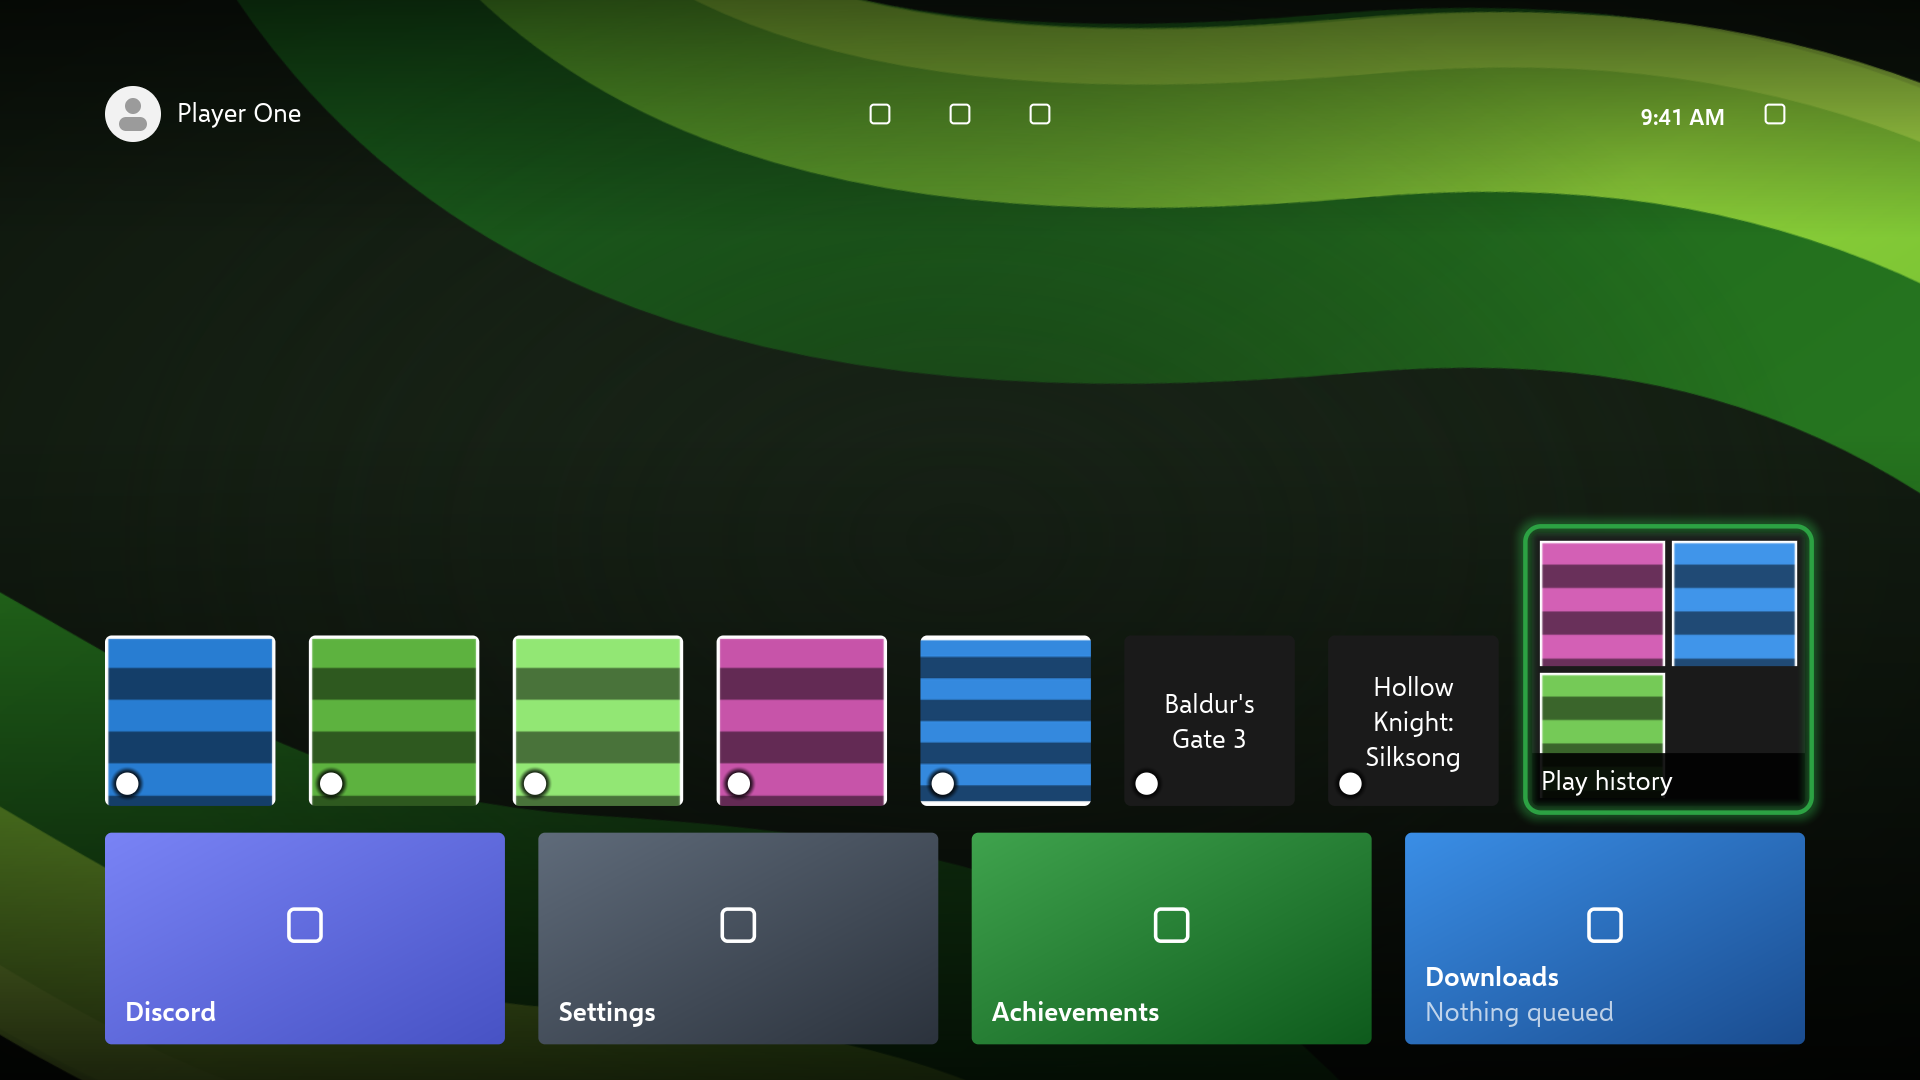 Player One
9:41 AM
Baldur's
Gate 3
Hollow
Knight:
Silksong
Play history
Discord
Settings
Achievements
Downloads
Nothing queued